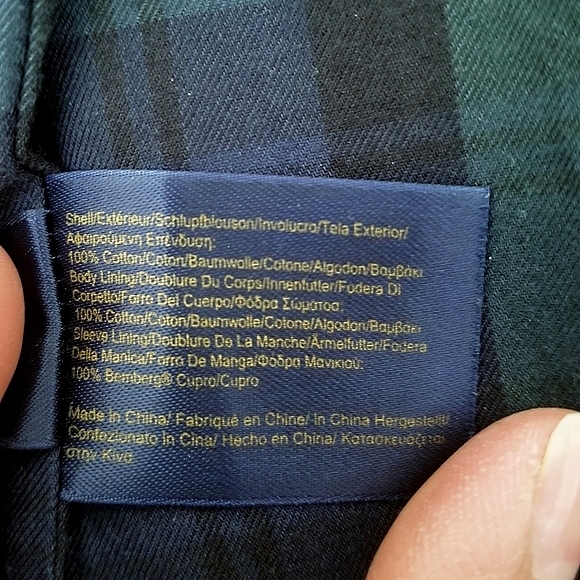 Shell/Extérieur/Schlupfblouson/Involucro/Tela Exterior/
Αφαιρούμενη Επένδυση:
100% Cotton/Coton/Baumwolle/Cotone/Algodon/Βαμβάκι
Body Lining/Doublure Du Corps/Innenfutter/Fodera Di
Corpetto/Forro Del Cuerpo/Φόδρα Σώματοσ:
100% Cotton/Coton/Baumwolle/Cotone/Algodon/Βαμβάκι
Sleeve Lining/Doublure De La Manche/Ärmelfutter/Fodera
Della Manica/Forro De Manga/Φόδρα Μανικιού:
100% Bemberg® Cupro/Cupro
Made In China/ Fabriqué en Chine/ In China Hergestellt/
Confezionato In Cina/ Hecho en China/ Κατασκευάζεται
στην Κίνα